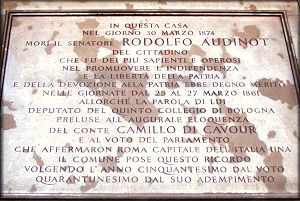 IN QUESTA CASA
NEL GIORNO 30 MARZO 1874
MORÌ IL SENATORE RODOLFO AUDINOT
DEL CITTADINO
CHE FU DEI PIÙ SAPIENTI E OPEROSI
NEL PROMUOVERE L'INDIPENDENZA
E LA LIBERTÀ DELLA PATRIA
E DELLA DEVOZIONE ALLA PATRIA EBBE DEGNO MERITO
NELLE GIORNATE DAL 25 AL 27 MARZO 1861
ALLORCHÈ LA PAROLA DI LUI
DEPUTATO DEL QUINTO COLLEGIO DI BOLOGNA
PRELUSE ALL'AUGURALE ELOQUENZA
DEL CONTE CAMILLO DI CAVOUR
E AL VOTO DEL PARLAMENTO
CHE AFFERMARON ROMA CAPITALE DELL'ITALIA UNA
IL COMUNE POSE QUESTO RICORDO
VOLGENDO L'ANNO CINQUANTESIMO DAL VOTO
QUARANTUNESIMO DAL SUO ADEMPIMENTO